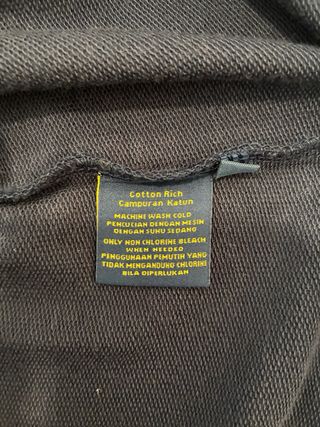 Cotton Rich
Campuran Katun
MACHINE WASH COLD
PENCUCIAN DENGAN MESIN
DENGAN SUHU SEDANG
ONLY NON CHLORINE BLEACH
WHEN NEEDED
PENGGUNAAN PEMUTIH YANG
TIDAK MENGANDUNG CHLORINE
BILA DIPERLUKAN